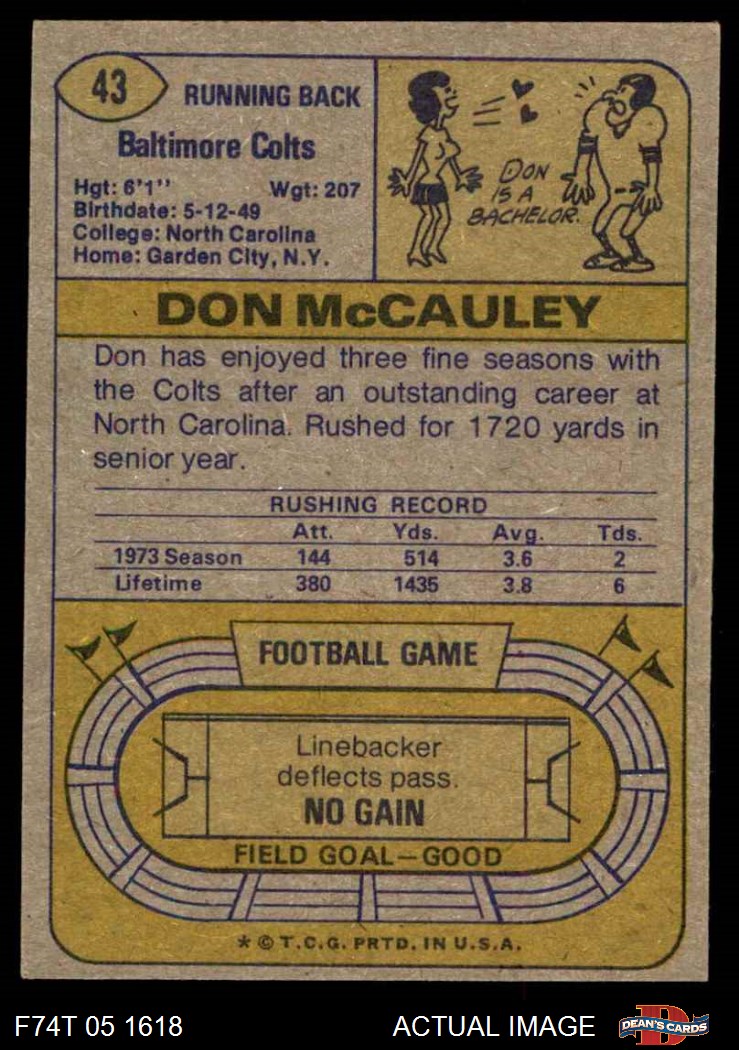 43
RUNNING BACK
Baltimore Colts
Hgt: 6'1" Wgt: 207
Birthdate: 5-12-49
College: North Carolina
Home: Garden City, N.Y.
DON
IS A
BACHELOR.
DON McCAULEY
Don has enjoyed three fine seasons with
the Colts after an outstanding career at
North Carolina. Rushed for 1720 yards in
senior year.
RUSHING RECORD
Att. Yds. Avg. Tds.
1973 Season 144 514 3.6 2
Lifetime 380 1435 3.8 6
FOOTBALL GAME
Linebacker
deflects pass.
NO GAIN
FIELD GOAL—GOOD
* © T.C.G. PRTD. IN U.S.A.
F74T 05 1618 ACTUAL IMAGE D DEAN'S CARDS